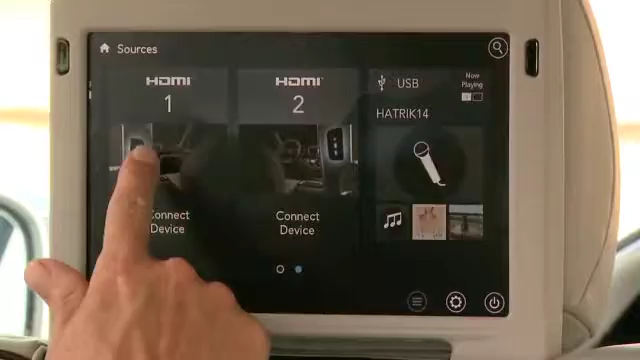 Sources
HDMI
1
HDMI
2
USB
Now
Playing
HATRIK14
Connect
Device
Connect
Device